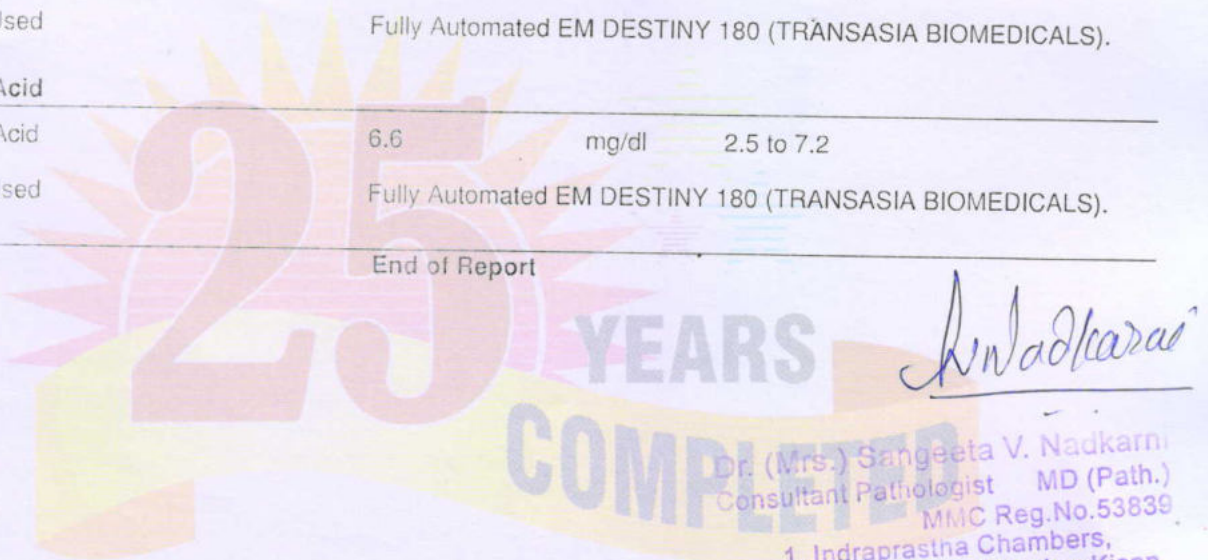 Used Fully Automated EM DESTINY 180 (TRANSASIA BIOMEDICALS).
Acid
Acid 6.6 mg/dl 2.5 to 7.2
sed Fully Automated EM DESTINY 180 (TRANSASIA BIOMEDICALS).
End of Report
25
YEARS
COMPLETED
Dr. (Mrs.) Sangeeta V. Nadkarni
Consultant Pathologist MD (Path.)
MMC Reg.No.53839
1, Indraprastha Chambers,